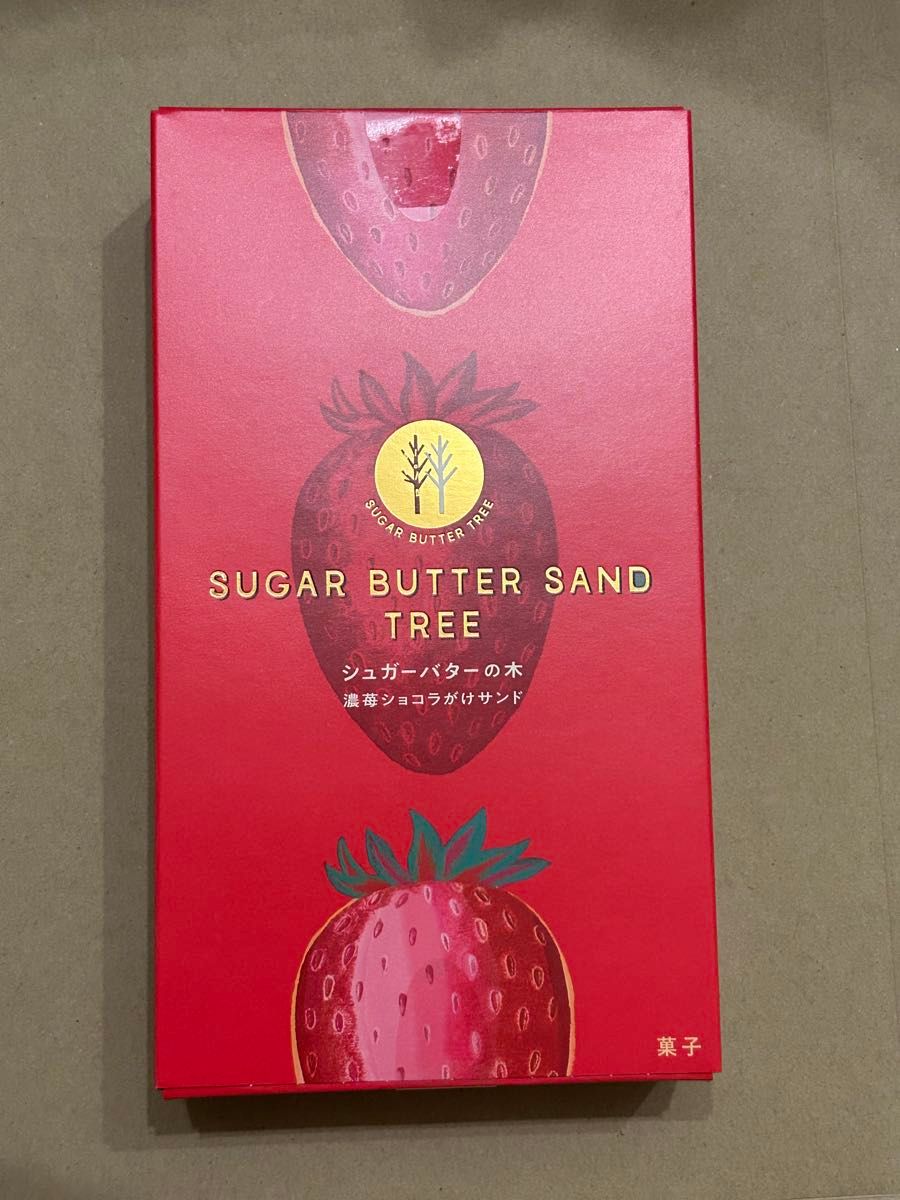 SUGAR BUTTER TREE
SUGAR BUTTER SAND
TREE
シュガーバターの木
濃苺ショコラがけサンド
菓子